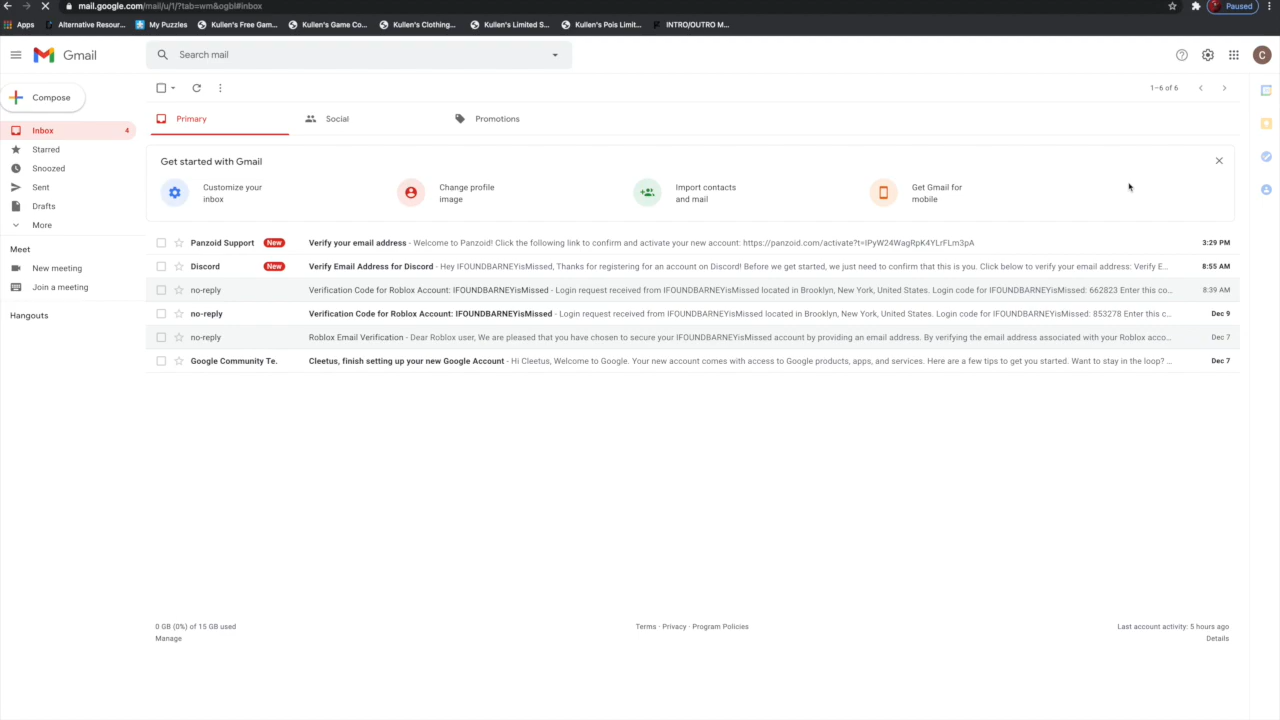 mail.google.com/mail/u/1/?tab=wm&ogbl#inbox
Paused
Apps
Alternative Resour...
My Puzzles
Kullen's Free Gam...
Kullen's Game Co...
Kullen's Clothing...
Kullen's Limited S...
Kullen's Pois Limit...
INTRO/OUTRO M...
Gmail
Search mail
C
Compose
1–6 of 6
Inbox 4
Starred
Snoozed
Sent
Drafts
More
Meet
New meeting
Join a meeting
Hangouts
Primary
Social
Promotions
Get started with Gmail
Customize your
inbox
Change profile
image
Import contacts
and mail
Get Gmail for
mobile
Panzoid Support New Verify your email address - Welcome to Panzoid! Click the following link to confirm and activate your new account: https://panzoid.com/activate?t=IPyW24WagRpK4YLrFLm3pA 3:29 PM
Discord New Verify Email Address for Discord - Hey IFOUNDBARNEYisMissed, Thanks for registering for an account on Discord! Before we get started, we just need to confirm that this is you. Click below to verify your email address: Verify E... 8:55 AM
no-reply Verification Code for Roblox Account: IFOUNDBARNEYisMissed - Login request received from IFOUNDBARNEYisMissed located in Brooklyn, New York, United States. Login code for IFOUNDBARNEYisMissed: 662823 Enter this co... 8:39 AM
no-reply Verification Code for Roblox Account: IFOUNDBARNEYisMissed - Login request received from IFOUNDBARNEYisMissed located in Brooklyn, New York, United States. Login code for IFOUNDBARNEYisMissed: 853278 Enter this c... Dec 9
no-reply Roblox Email Verification - Dear Roblox user, We are pleased that you have chosen to secure your IFOUNDBARNEYisMissed account by providing an email address. By verifying the email address associated with your Roblox acco... Dec 7
Google Community Te. Cleetus, finish setting up your new Google Account - Hi Cleetus, Welcome to Google. Your new account comes with access to Google products, apps, and services. Here are a few tips to get you started. Want to stay in the loop? ... Dec 7
0 GB (0%) of 15 GB used
Manage
Terms · Privacy · Program Policies
Last account activity: 5 hours ago
Details